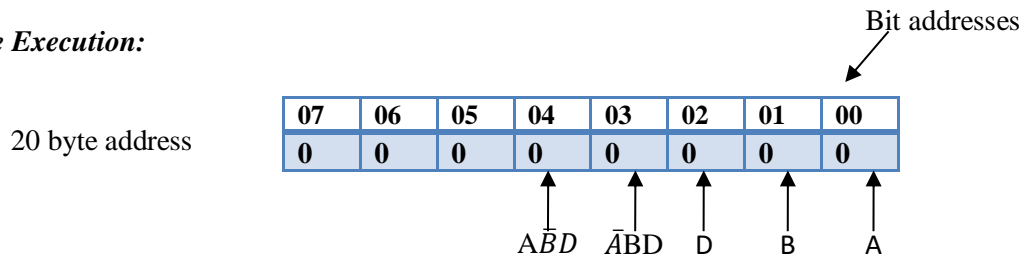 Bit addresses
e Execution:
07 06 05 04 03 02 01 00
20 byte address
0 0 0 0 0 0 0 0
AB̅D A̅BD D B A